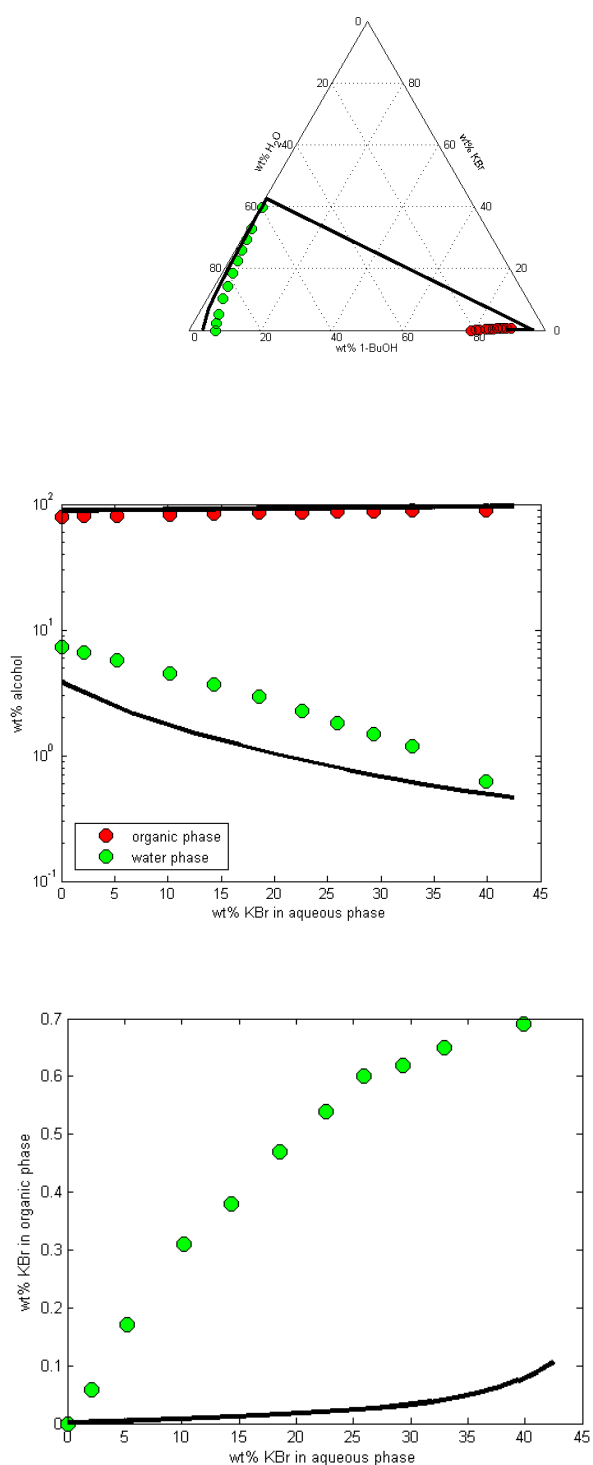 0
20
80
wt% H2O
40
60
wt% KBr
60
40
80
20
0
0
20
40
60
80
wt% 1-BuOH
10^2
10^1
10^0
10^-1
wt% alcohol
organic phase
water phase
0 5 10 15 20 25 30 35 40 45
wt% KBr in aqueous phase
0.7
0.6
0.5
0.4
0.3
0.2
0.1
0
wt% KBr in organic phase
0 5 10 15 20 25 30 35 40 45
wt% KBr in aqueous phase